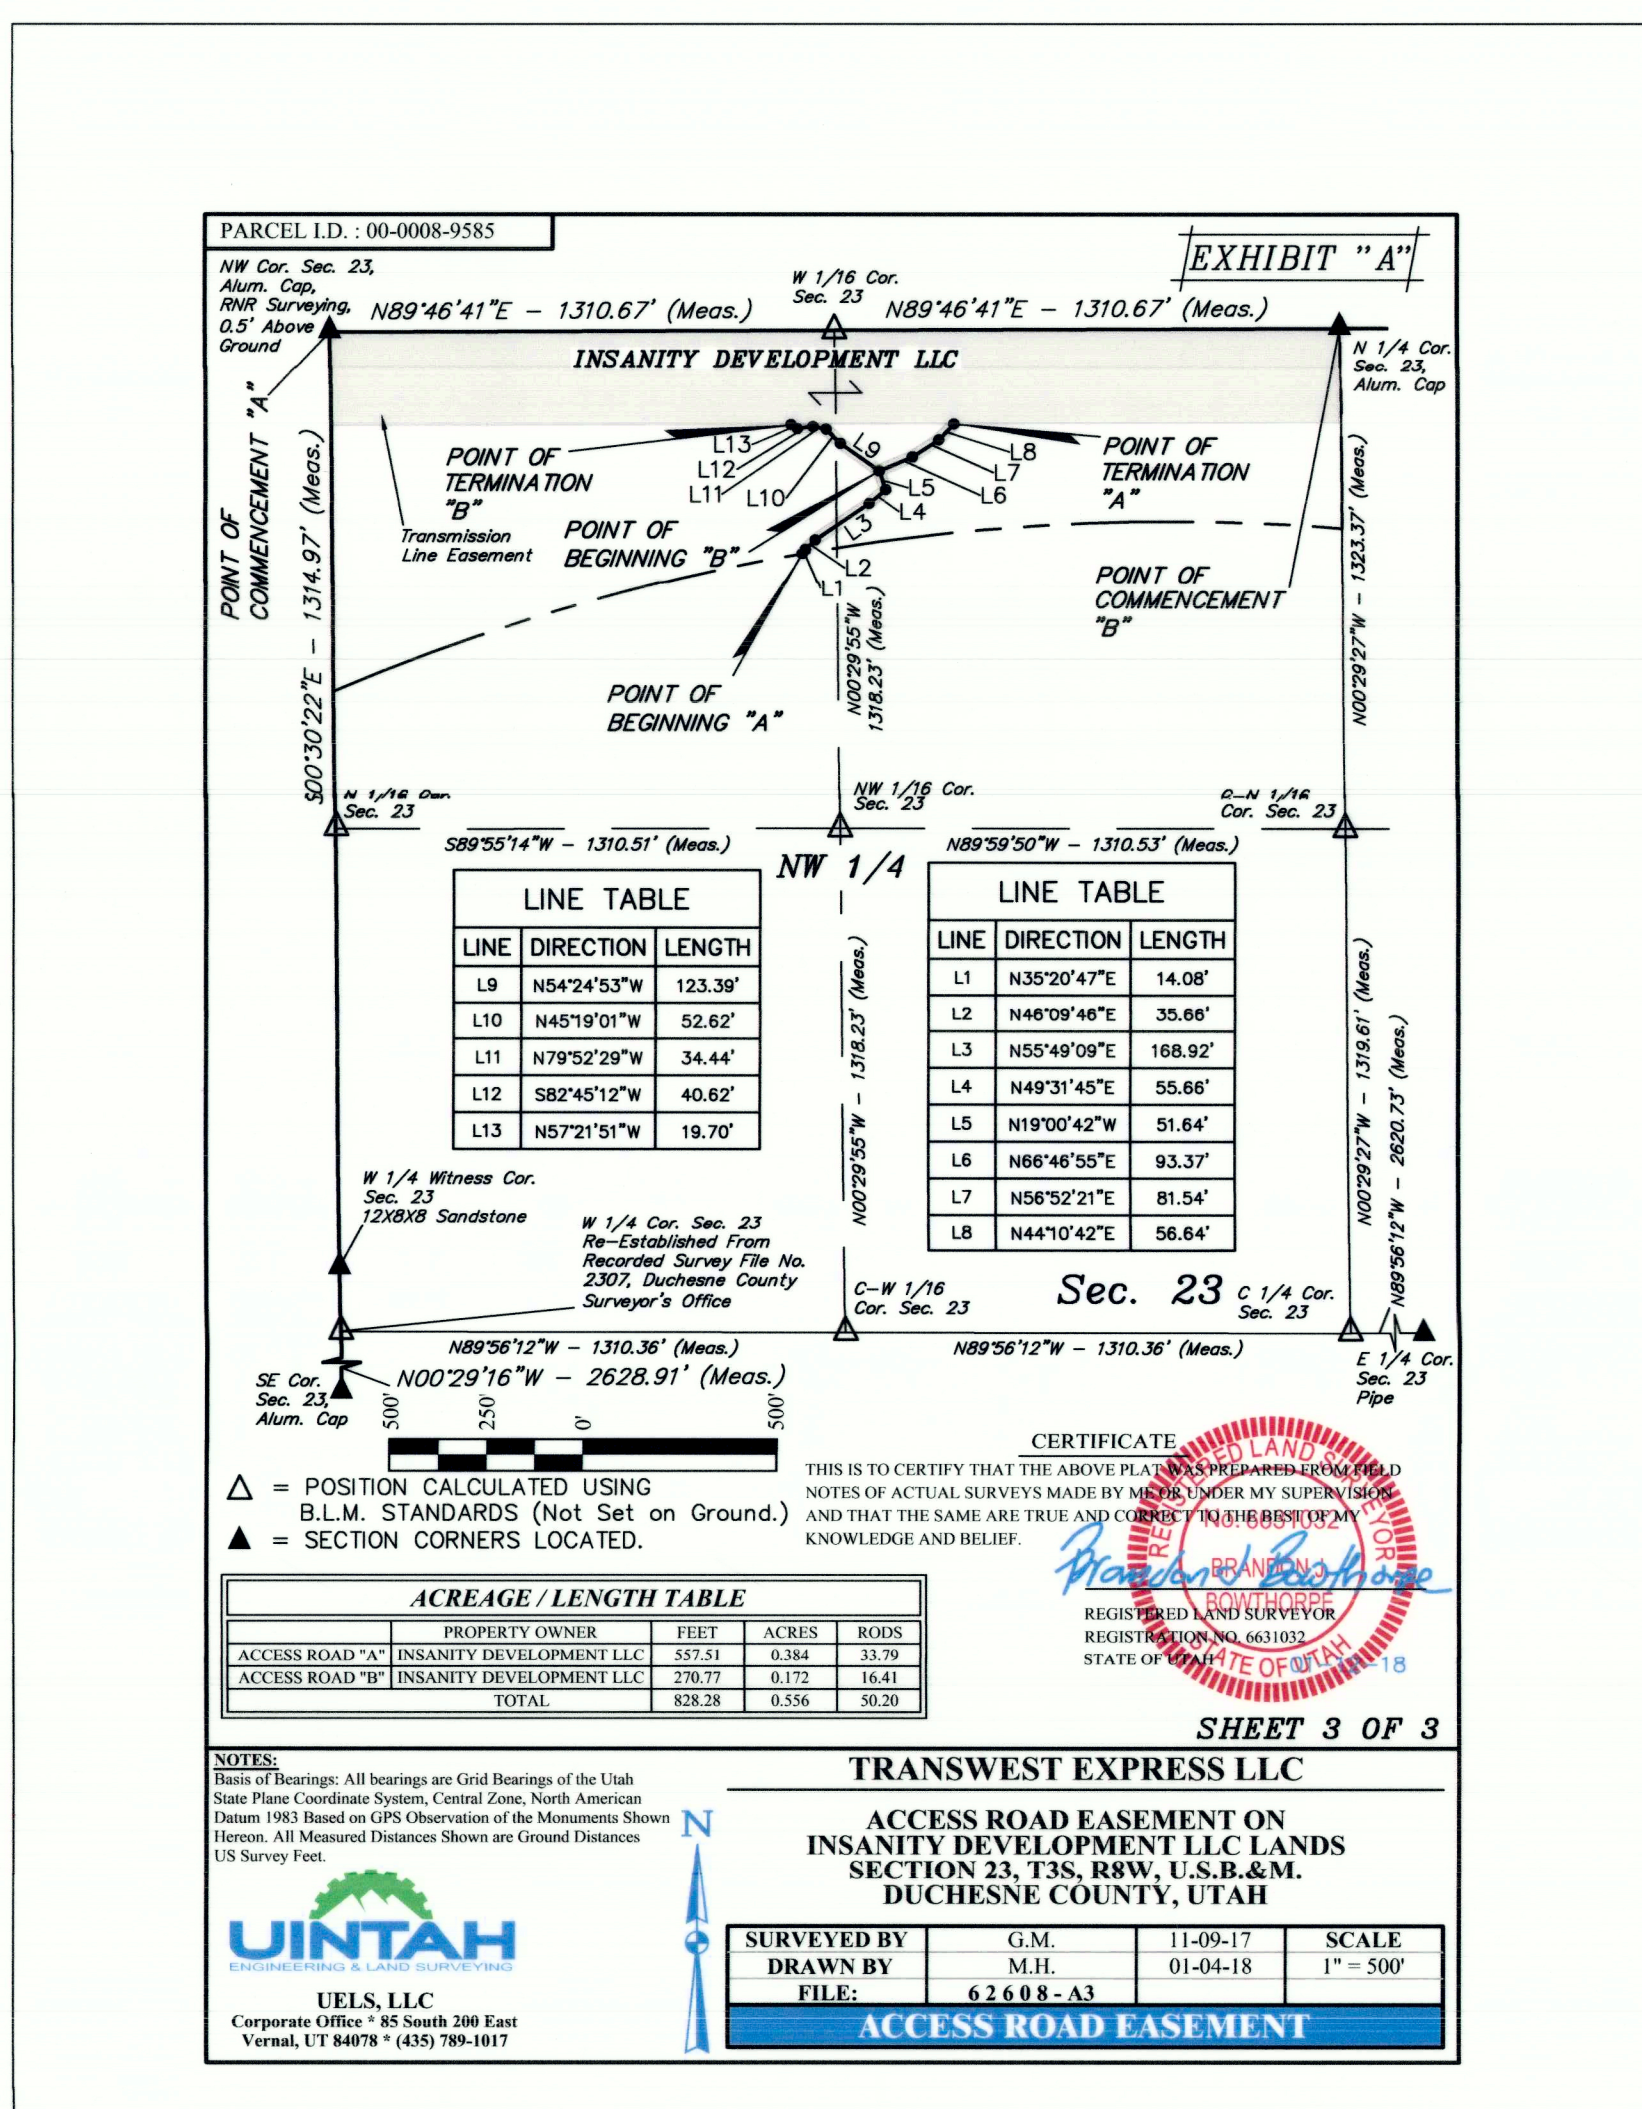 PARCEL I.D. : 00-0008-9585
EXHIBIT "A"
NW Cor. Sec. 23,
Alum. Cap,
RNR Surveying,
0.5' Above
Ground
N89°46'41"E - 1310.67' (Meas.)
W 1/16 Cor.
Sec. 23
N89°46'41"E - 1310.67' (Meas.)
N 1/4 Cor.
Sec. 23,
Alum. Cap
INSANITY DEVELOPMENT LLC
POINT OF
COMMENCEMENT "A"
S00°30'22"E - 1314.97' (Meas.)
POINT OF
TERMINATION
"B"
Transmission
Line Easement
L13
L12
L11
L10
L9
L8
L7
L6
L5
L4
L3
L2
L1
POINT OF
TERMINATION
"A"
POINT OF
BEGINNING "B"
POINT OF
COMMENCEMENT
"B"
POINT OF
BEGINNING "A"
N00°29'55"W
1318.23' (Meas.)
N00°29'27"W - 1323.37' (Meas.)
N 1/16 Cor.
Sec. 23
NW 1/16 Cor.
Sec. 23
C-N 1/16
Cor. Sec. 23
S89°55'14"W - 1310.51' (Meas.)
N89°59'50"W - 1310.53' (Meas.)
NW 1/4
LINE TABLE
LINE DIRECTION LENGTH
L9 N54°24'53"W 123.39'
L10 N45°19'01"W 52.62'
L11 N79°52'29"W 34.44'
L12 S82°45'12"W 40.62'
L13 N57°21'51"W 19.70'
LINE TABLE
LINE DIRECTION LENGTH
L1 N35°20'47"E 14.08'
L2 N46°09'46"E 35.66'
L3 N55°49'09"E 168.92'
L4 N49°31'45"E 55.66'
L5 N19°00'42"W 51.64'
L6 N66°46'55"E 93.37'
L7 N56°52'21"E 81.54'
L8 N44°10'42"E 56.64'
N00°29'55"W - 1318.23' (Meas.)
N00°29'27"W - 1319.61' (Meas.)
N89°56'12"W - 2620.73' (Meas.)
W 1/4 Witness Cor.
Sec. 23
12X8X8 Sandstone
W 1/4 Cor. Sec. 23
Re-Established From
Recorded Survey File No.
2307, Duchesne County
Surveyor's Office
C-W 1/16
Cor. Sec. 23
Sec. 23
C 1/4 Cor.
Sec. 23
N89°56'12"W - 1310.36' (Meas.)
N89°56'12"W - 1310.36' (Meas.)
E 1/4 Cor.
Sec. 23
Pipe
SE Cor.
Sec. 23,
Alum. Cap
N00°29'16"W - 2628.91' (Meas.)
500' 250' 0' 500'
△ = POSITION CALCULATED USING
B.L.M. STANDARDS (Not Set on Ground.)
▲ = SECTION CORNERS LOCATED.
CERTIFICATE
THIS IS TO CERTIFY THAT THE ABOVE PLAT WAS PREPARED FROM FIELD
NOTES OF ACTUAL SURVEYS MADE BY ME OR UNDER MY SUPERVISION
AND THAT THE SAME ARE TRUE AND CORRECT TO THE BEST OF MY
KNOWLEDGE AND BELIEF.
REGISTERED LAND SURVEYOR
No. 6631032
BRANDON J.
BOWTHORPE
STATE OF UTAH
Brandon J Bowthorpe
REGISTERED LAND SURVEYOR
REGISTRATION NO. 6631032
STATE OF UTAH
ACREAGE / LENGTH TABLE
PROPERTY OWNER FEET ACRES RODS
ACCESS ROAD "A" INSANITY DEVELOPMENT LLC 557.51 0.384 33.79
ACCESS ROAD "B" INSANITY DEVELOPMENT LLC 270.77 0.172 16.41
TOTAL 828.28 0.556 50.20
SHEET 3 OF 3
NOTES:
Basis of Bearings: All bearings are Grid Bearings of the Utah
State Plane Coordinate System, Central Zone, North American
Datum 1983 Based on GPS Observation of the Monuments Shown
Hereon. All Measured Distances Shown are Ground Distances
US Survey Feet.
N
UINTAH
ENGINEERING & LAND SURVEYING
UELS, LLC
Corporate Office * 85 South 200 East
Vernal, UT 84078 * (435) 789-1017
TRANSWEST EXPRESS LLC
ACCESS ROAD EASEMENT ON
INSANITY DEVELOPMENT LLC LANDS
SECTION 23, T3S, R8W, U.S.B.&M.
DUCHESNE COUNTY, UTAH
SURVEYED BY G.M. 11-09-17 SCALE
DRAWN BY M.H. 01-04-18 1" = 500'
FILE: 62608-A3
ACCESS ROAD EASEMENT